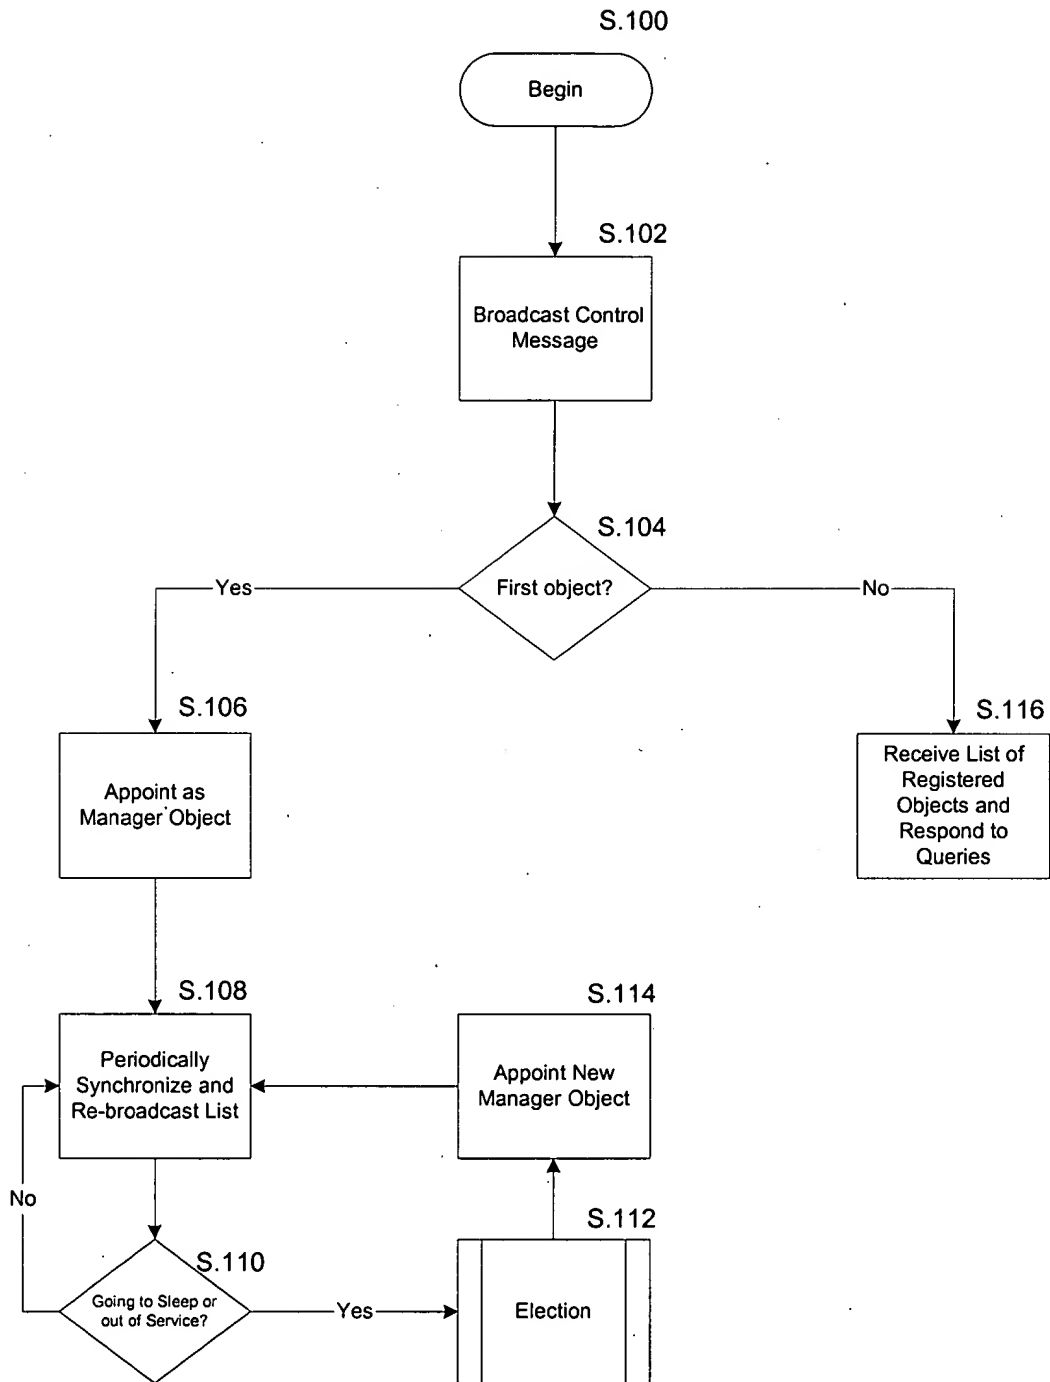 S.100
Begin
S.102
Broadcast Control
Message
S.104
First object?
Yes
No
S.106
Appoint as
Manager Object
S.116
Receive List of
Registered
Objects and
Respond to
Queries
S.108
Periodically
Synchronize and
Re-broadcast List
S.114
Appoint New
Manager Object
No
S.110
Going to Sleep or
out of Service?
Yes
S.112
Election